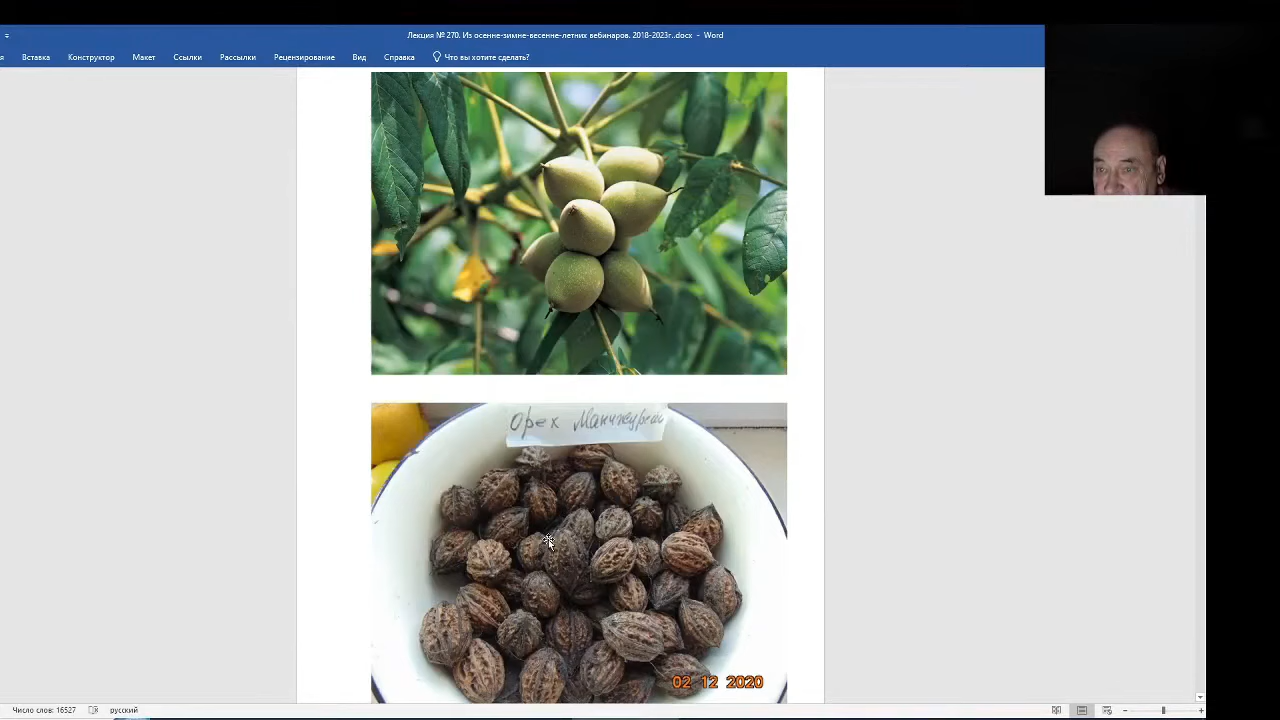 Лекция № 270. Из осенне-зимне-весенне-летних вебинаров. 2018-2023г..docx - Word
я Вставка Конструктор Макет Ссылки Рассылки Рецензирование Вид Справка Что вы хотите сделать?
Орех Манчжурский
02 12 2020
Число слов: 16527 русский